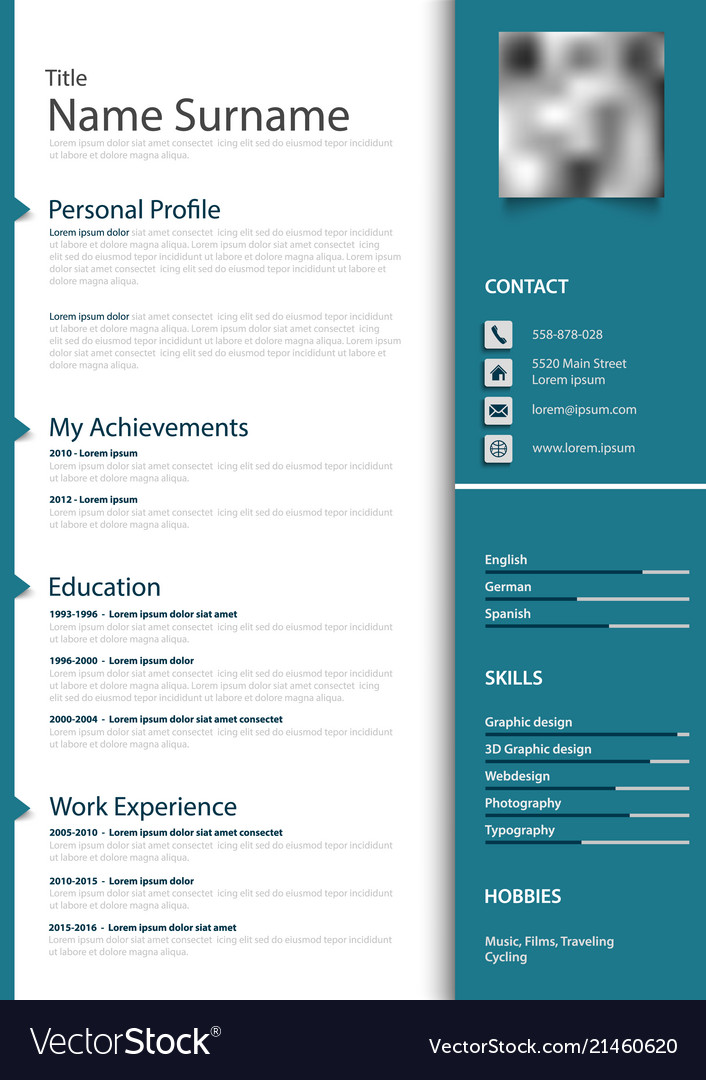 Title
Name Surname
Lorem ipsum dolor siat amet consectet  icing elit sed do eiusmod tepor incididunt
ut labore et dolore magna aliqua.
Personal Profile
Lorem ipsum dolor siat amet consectet  icing elit sed do eiusmod tepor incididunt
ut labore et dolore magna aliqua. Lorem ipsum dolor siat amet consectet  icing
elit sed do eiusmod tepor incididunt ut labore et dolore magna aliqua. Lorem ipsum
dolor siat amet consectet  icing elit sed do eiusmod tepor incididunt ut labore et
dolore magna aliqua.
Lorem ipsum dolor siat amet consectet  icing elit sed do eiusmod tepor incididunt
ut labore et dolore magna aliqua. Lorem ipsum dolor siat amet consectet  icing
elit sed do eiusmod tepor incididunt ut labore et dolore magna aliqua. Lorem ipsum
dolor siat amet consectet  icing elit sed do eiusmod tepor incididunt ut labore et
dolore magna aliqua.
My Achievements
2010 - Lorem ipsum
Lorem ipsum dolor siat amet consectet  icing elit sed do eiusmod tepor incididunt
ut labore et dolore magna aliqua.
2012 - Lorem ipsum
Lorem ipsum dolor siat amet consectet  icing elit sed do eiusmod tepor incididunt
ut labore et dolore magna aliqua.
Education
1993-1996 - Lorem ipsum dolor siat amet
Lorem ipsum dolor siat amet consectet  icing elit sed do eiusmod tepor incididunt
ut labore et dolore magna aliqua.
1996-2000 - Lorem ipsum dolor
Lorem ipsum dolor siat amet consectet  icing elit sed do eiusmod tepor incididunt
ut labore et dolore magna aliqua. Lorem ipsum dolor siat amet consectet  icing
elit sed do eiusmod tepor incididunt ut labore et dolore magna aliqua.
2000-2004 - Lorem ipsum dolor siat amet consectet
Lorem ipsum dolor siat amet consectet  icing elit sed do eiusmod tepor incididunt
ut labore et dolore magna aliqua.
Work Experience
2005-2010 - Lorem ipsum dolor siat amet consectet
Lorem ipsum dolor siat amet consectet  icing elit sed do eiusmod tepor incididunt
ut labore et dolore magna aliqua.
2010-2015 - Lorem ipsum dolor
Lorem ipsum dolor siat amet consectet  icing elit sed do eiusmod tepor incididunt
ut labore et dolore magna aliqua.
2015-2016 - Lorem ipsum dolor siat amet
Lorem ipsum dolor siat amet consectet  icing elit sed do eiusmod tepor incididunt
ut labore et dolore magna aliqua.
CONTACT
558-878-028
5520 Main Street
Lorem ipsum
lorem@ipsum.com
www.lorem.ipsum
English
German
Spanish
SKILLS
Graphic design
3D Graphic design
Webdesign
Photography
Typography
HOBBIES
Music, Films, Traveling
Cycling
VectorStock®
VectorStock.com/21460620